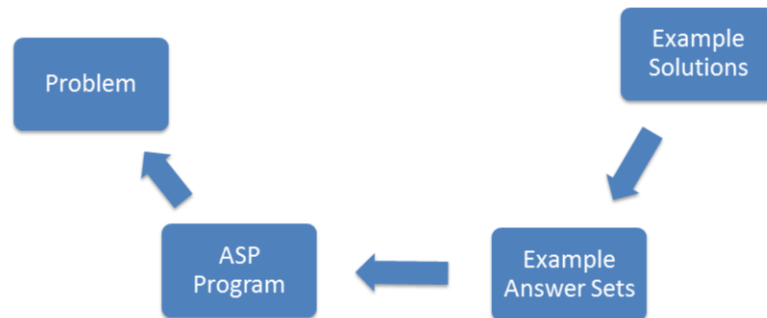 Problem
Example
Solutions
ASP
Program
Example
Answer Sets